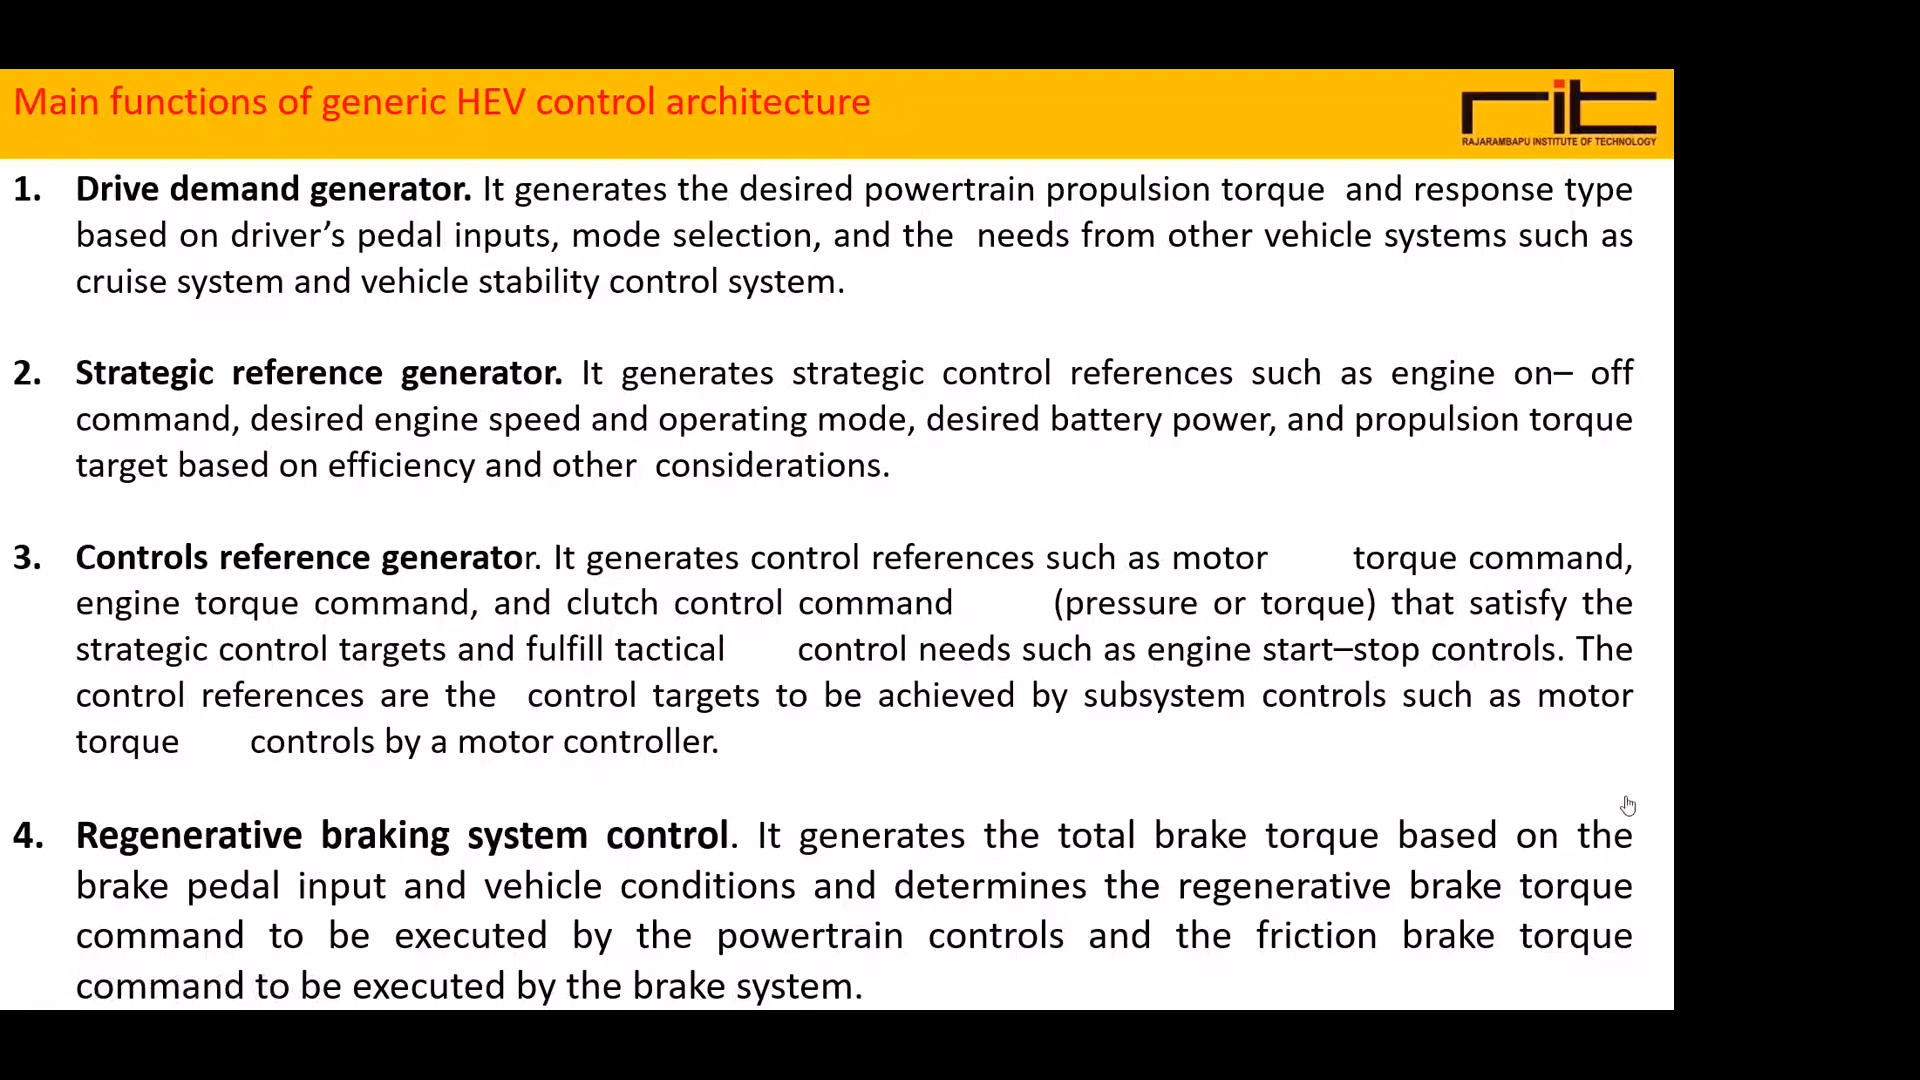 Main functions of generic HEV control architecture
rit
RAJARAMBAPU INSTITUTE OF TECHNOLOGY
1. Drive demand generator. It generates the desired powertrain propulsion torque and response type
based on driver’s pedal inputs, mode selection, and the needs from other vehicle systems such as
cruise system and vehicle stability control system.
2. Strategic reference generator. It generates strategic control references such as engine on– off
command, desired engine speed and operating mode, desired battery power, and propulsion torque
target based on efficiency and other considerations.
3. Controls reference generator. It generates control references such as motor torque command,
engine torque command, and clutch control command (pressure or torque) that satisfy the
strategic control targets and fulfill tactical control needs such as engine start–stop controls. The
control references are the control targets to be achieved by subsystem controls such as motor
torque controls by a motor controller.
4. Regenerative braking system control. It generates the total brake torque based on the
brake pedal input and vehicle conditions and determines the regenerative brake torque
command to be executed by the powertrain controls and the friction brake torque
command to be executed by the brake system.